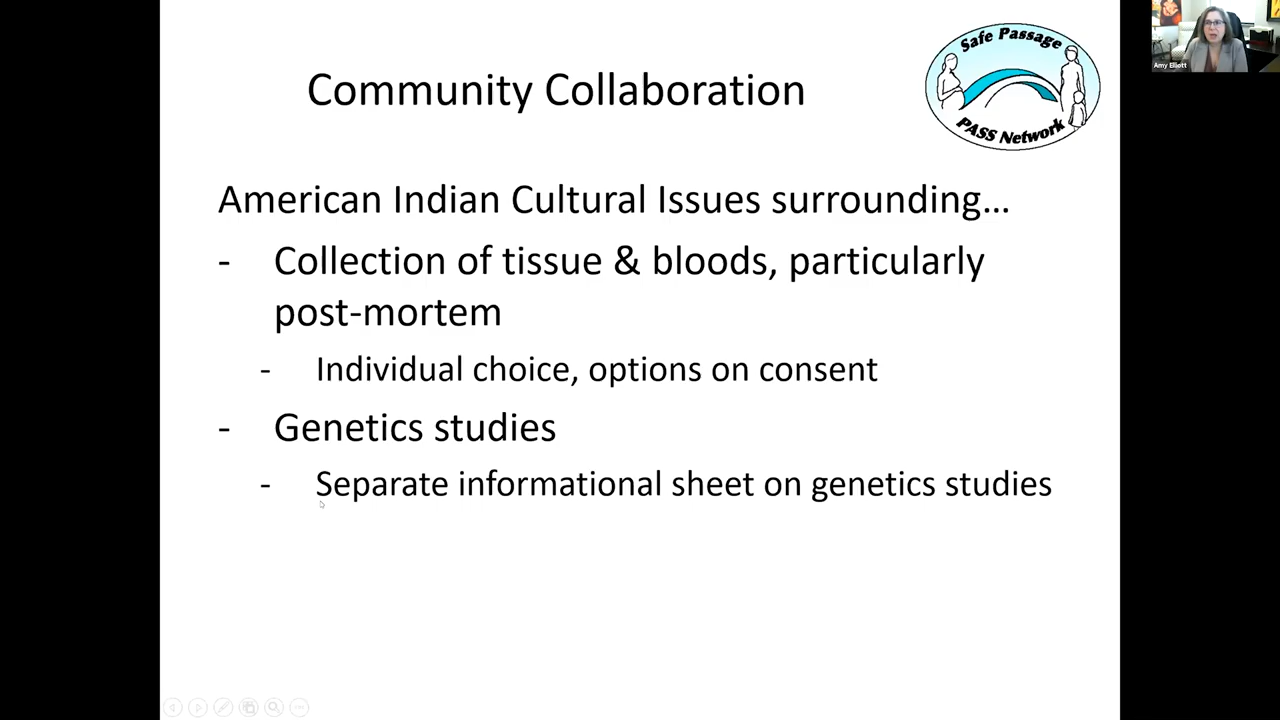 Community Collaboration
Safe Passage
PASS Network
Amy Elliott
American Indian Cultural Issues surrounding…
- Collection of tissue & bloods, particularly
post-mortem
- Individual choice, options on consent
- Genetics studies
- Separate informational sheet on genetics studies